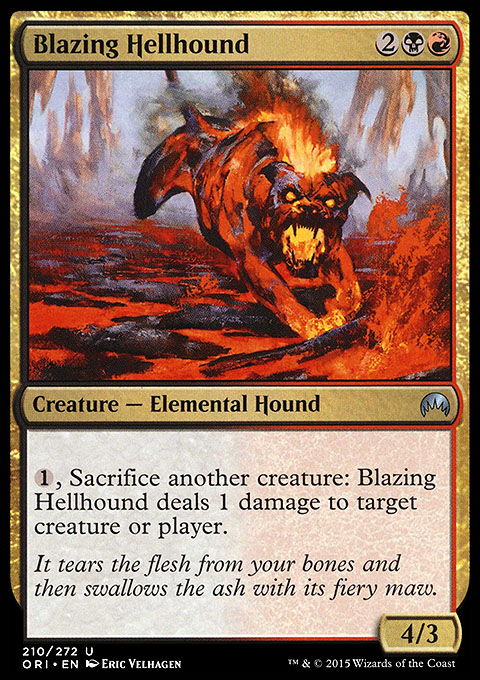 Blazing Hellhound 2
Creature — Elemental Hound
1, Sacrifice another creature: Blazing
Hellhound deals 1 damage to target
creature or player.
It tears the flesh from your bones and
then swallows the ash with its fiery maw.
4/3
210/272 U
ORI • EN Eric Velhagen
™ & © 2015 Wizards of the Coast